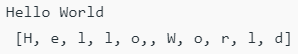 Hello World
[H, e, l, l, o,, W, o, r, l, d]